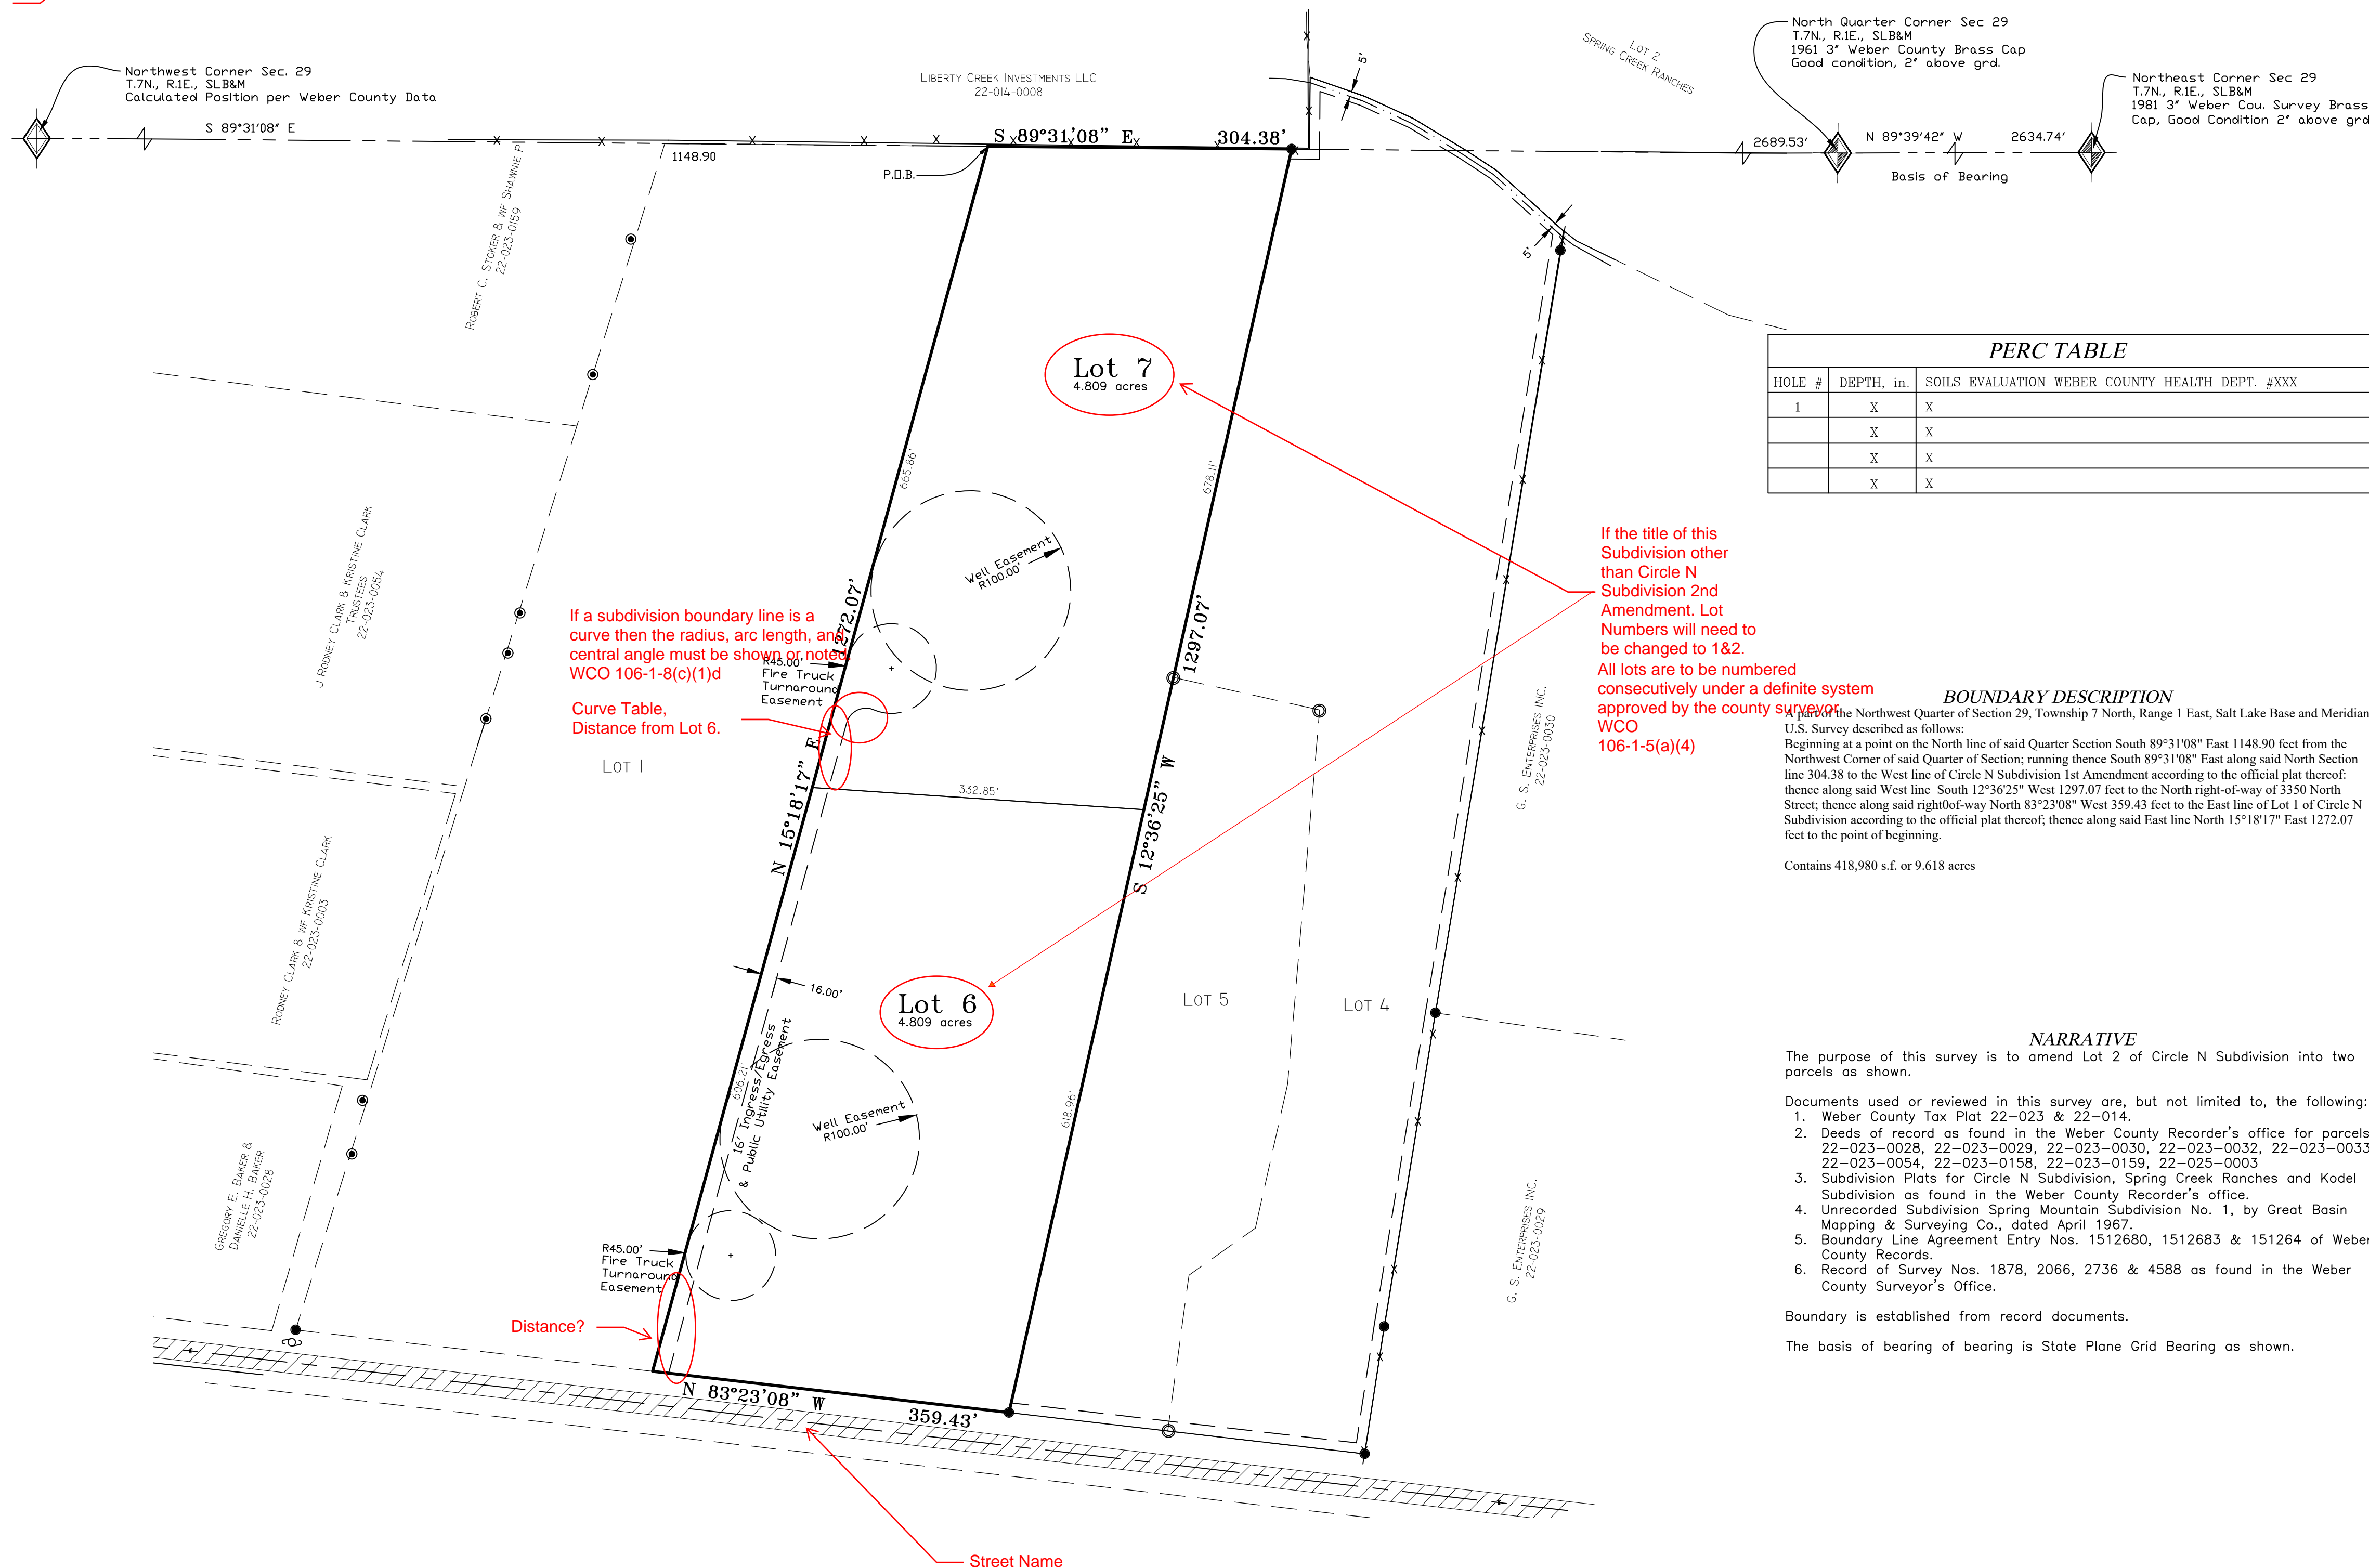 Northwest Corner Sec. 29
T.7N., R.1E., SLB&M
Calculated Position per Weber County Data
S 89°31'08" E
1148.90
LIBERTY CREEK INVESTMENTS LLC
22-014-0008
S 89°31'08" E
304.38'
P.O.B.
5'
5'
LOT 2
SPRING CREEK RANCHES
North Quarter Corner Sec 29
T.7N., R.1E., SLB&M
1961 3" Weber County Brass Cap
Good condition, 2" above grd.
Northeast Corner Sec 29
T.7N., R.1E., SLB&M
1981 3" Weber Cou. Survey Brass
Cap, Good Condition 2" above grd
2689.53'
N 89°39'42" W
2634.74'
Basis of Bearing
ROBERT C. STOKER & WF SHAWNIE P
22-023-0159
Lot 7
4.809 acres
PERC TABLE
HOLE # DEPTH, in. SOILS EVALUATION WEBER COUNTY HEALTH DEPT. #XXX
1 X X
X X
X X
X X
665.86'
678.11'
J RODNEY CLARK & KRISTINE CLARK
TRUSTEES
22-023-0054
Well Easement
R100.00'
If a subdivision boundary line is a
curve then the radius, arc length, and
central angle must be shown or noted.
WCO 106-1-8(c)(1)d
1272.07'
1297.07'
R45.00'
Fire Truck
Turnaround
Easement
Curve Table,
Distance from Lot 6.
If the title of this
Subdivision other
than Circle N
Subdivision 2nd
Amendment. Lot
Numbers will need to
be changed to 1&2.
All lots are to be numbered
consecutively under a definite system
approved by the county surveyor.
WCO
106-1-5(a)(4)
LOT 1
N 15°18'17" E
332.85'
S 12°36'25" W
G. S. ENTERPRISES INC.
22-023-0030
BOUNDARY DESCRIPTION
A part of the Northwest Quarter of Section 29, Township 7 North, Range 1 East, Salt Lake Base and Meridian
U.S. Survey described as follows:
Beginning at a point on the North line of said Quarter Section South 89°31'08" East 1148.90 feet from the
Northwest Corner of said Quarter of Section; running thence South 89°31'08" East along said North Section
line 304.38 to the West line of Circle N Subdivision 1st Amendment according to the official plat thereof:
thence along said West line South 12°36'25" West 1297.07 feet to the North right-of-way of 3350 North
Street; thence along said right0of-way North 83°23'08" West 359.43 feet to the East line of Lot 1 of Circle N
Subdivision according to the official plat thereof; thence along said East line North 15°18'17" East 1272.07
feet to the point of beginning.
Contains 418,980 s.f. or 9.618 acres
RODNEY CLARK & WF KRISTINE CLARK
22-023-0003
16.00'
Lot 6
4.809 acres
LOT 5
LOT 4
606.21'
16' Ingress/Egress
& Public Utility Easement
Well Easement
R100.00'
618.96'
GREGORY E. BAKER &
DANIELLE H. BAKER
22-023-0028
R45.00'
Fire Truck
Turnaround
Easement
Distance?
G. S. ENTERPRISES INC.
22-023-0029
N 83°23'08" W
359.43'
Street Name
NARRATIVE
The purpose of this survey is to amend Lot 2 of Circle N Subdivision into two
parcels as shown.
Documents used or reviewed in this survey are, but not limited to, the following:
1. Weber County Tax Plat 22-023 & 22-014.
2. Deeds of record as found in the Weber County Recorder's office for parcels
22-023-0028, 22-023-0029, 22-023-0030, 22-023-0032, 22-023-0033
22-023-0054, 22-023-0158, 22-023-0159, 22-025-0003
3. Subdivision Plats for Circle N Subdivision, Spring Creek Ranches and Kodel
Subdivision as found in the Weber County Recorder's office.
4. Unrecorded Subdivision Spring Mountain Subdivision No. 1, by Great Basin
Mapping & Surveying Co., dated April 1967.
5. Boundary Line Agreement Entry Nos. 1512680, 1512683 & 151264 of Weber
County Records.
6. Record of Survey Nos. 1878, 2066, 2736 & 4588 as found in the Weber
County Surveyor's Office.
Boundary is established from record documents.
The basis of bearing of bearing is State Plane Grid Bearing as shown.